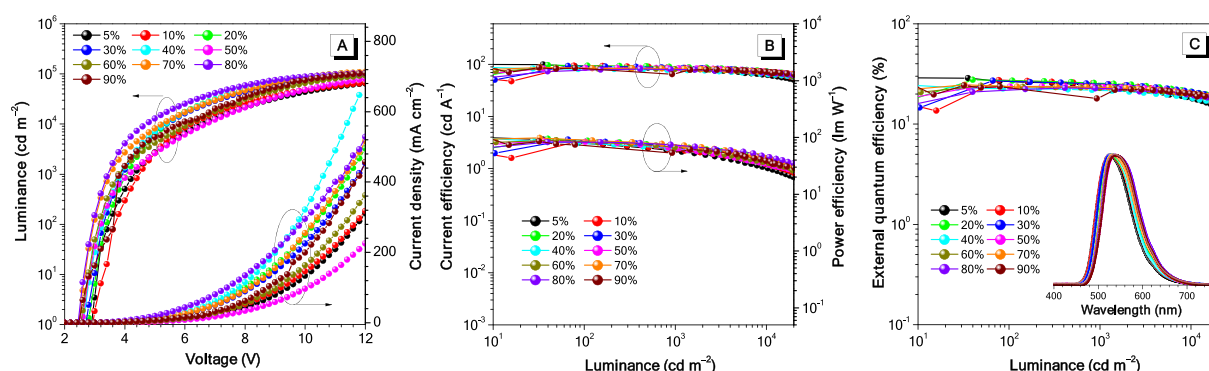 A
5% 10% 20%
30% 40% 50%
60% 70% 80%
90%
Luminance (cd m⁻²)
10⁶
10⁵
10⁴
10³
10²
10¹
10⁰
2 4 6 8 10 12
Voltage (V)
800
600
400
200
0
Current density (mA cm⁻²)
B
Current efficiency (cd A⁻¹)
10³
10²
10¹
10⁰
10⁻¹
10⁻²
10⁻³
5% 10%
20% 30%
40% 50%
60% 70%
80% 90%
10¹ 10² 10³ 10⁴
Luminance (cd m⁻²)
10⁴
10³
10²
10¹
10⁰
10⁻¹
Power efficiency (lm W⁻¹)
C
External quantum efficiency (%)
10²
10¹
10⁰
10⁻¹
5% 10%
20% 30%
40% 50%
60% 70%
80% 90%
400 500 600 700
Wavelength (nm)
10¹ 10² 10³ 10⁴
Luminance (cd m⁻²)